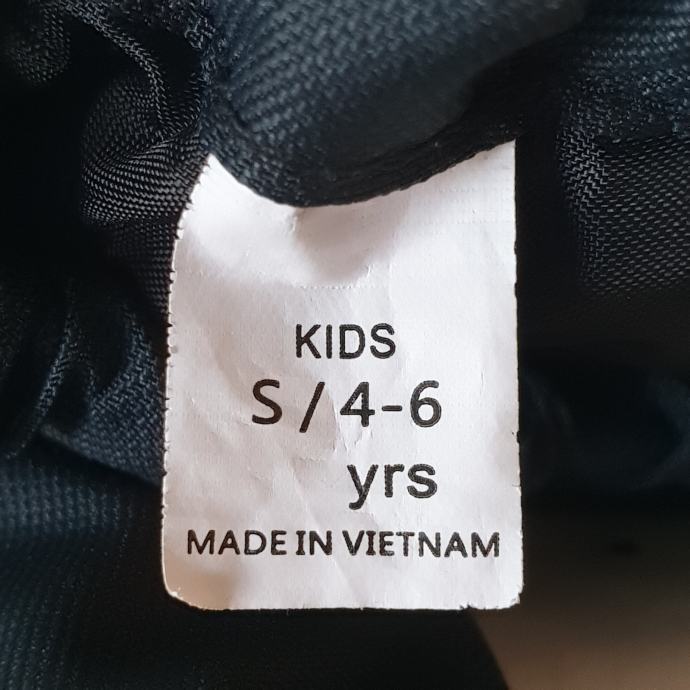 KIDS
S / 4-6
yrs
MADE IN VIETNAM